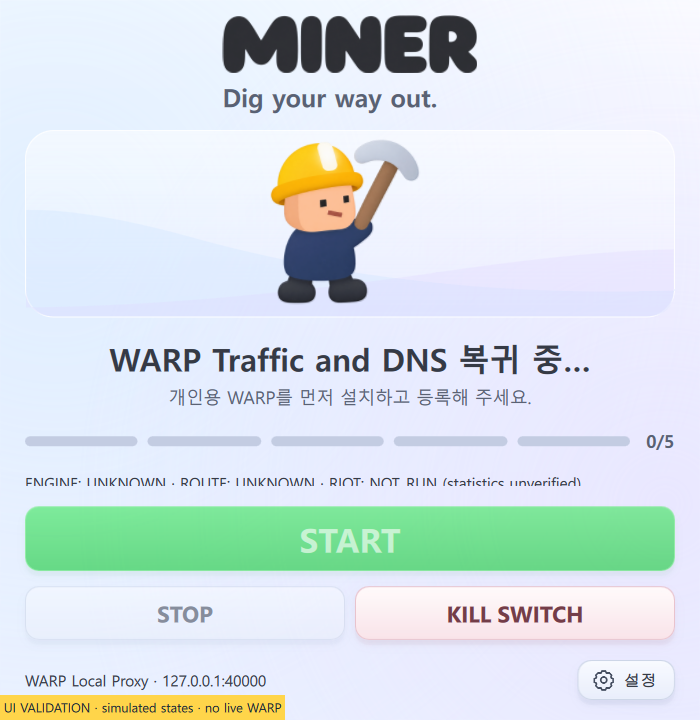 MINER
Dig your way out.
WARP Traffic and DNS 복귀 중...
개인용 WARP를 먼저 설치하고 등록해 주세요.
0/5
ENGINE: UNKNOWN · ROUTE: UNKNOWN · RIOT: NOT RUN (statistics unverified)
START
STOP
KILL SWITCH
WARP Local Proxy · 127.0.0.1:40000
설정
UI VALIDATION · simulated states · no live WARP